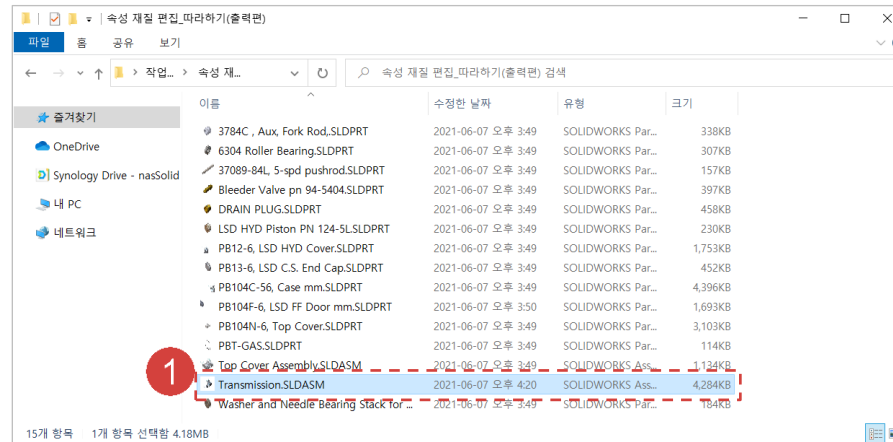 속성 재질 편집_따라하기(출력편)
파일 홈 공유 보기
작업... 속성 재... 속성 재질 편집_따라하기(출력편) 검색
이름 수정한 날짜 유형 크기
즐겨찾기
OneDrive
Synology Drive - nasSolid
내 PC
네트워크
3784C , Aux, Fork Rod,.SLDPRT 2021-06-07 오후 3:49 SOLIDWORKS Par... 338KB
6304 Roller Bearing.SLDPRT 2021-06-07 오후 3:49 SOLIDWORKS Par... 307KB
37089-84L, 5-spd pushrod.SLDPRT 2021-06-07 오후 3:49 SOLIDWORKS Par... 157KB
Bleeder Valve pn 94-5404.SLDPRT 2021-06-07 오후 3:49 SOLIDWORKS Par... 397KB
DRAIN PLUG.SLDPRT 2021-06-07 오후 3:49 SOLIDWORKS Par... 458KB
LSD HYD Piston PN 124-5L.SLDPRT 2021-06-07 오후 3:49 SOLIDWORKS Par... 230KB
PB12-6, LSD HYD Cover.SLDPRT 2021-06-07 오후 3:49 SOLIDWORKS Par... 1,753KB
PB13-6, LSD C.S. End Cap.SLDPRT 2021-06-07 오후 3:49 SOLIDWORKS Par... 452KB
PB104C-56, Case mm.SLDPRT 2021-06-07 오후 3:49 SOLIDWORKS Par... 4,396KB
PB104F-6, LSD FF Door mm.SLDPRT 2021-06-07 오후 3:50 SOLIDWORKS Par... 1,693KB
PB104N-6, Top Cover.SLDPRT 2021-06-07 오후 3:49 SOLIDWORKS Par... 3,103KB
PBT-GAS.SLDPRT 2021-06-07 오후 3:49 SOLIDWORKS Par... 114KB
Top Cover Assembly.SLDASM 2021-06-07 오후 3:49 SOLIDWORKS Ass... 1,134KB
1
Transmission.SLDASM 2021-06-07 오후 4:20 SOLIDWORKS Ass... 4,284KB
Washer and Needle Bearing Stack for ... 2021-06-07 오후 3:49 SOLIDWORKS Par... 184KB
15개 항목 1개 항목 선택함 4.18MB